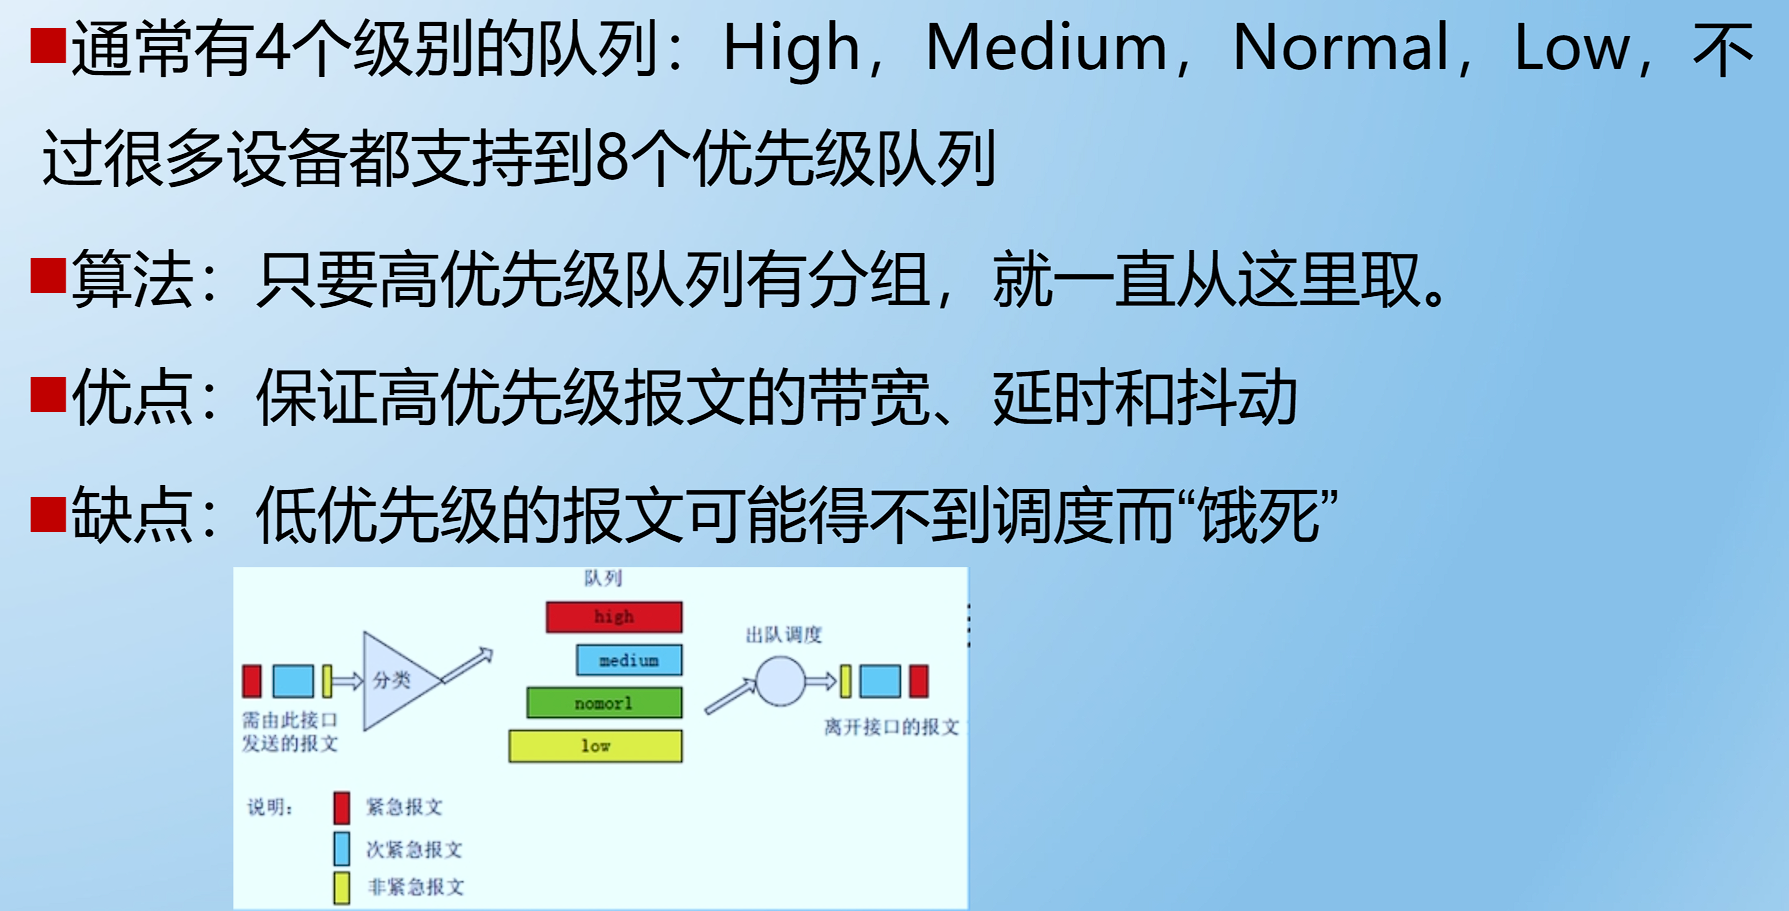 通常有4个级别的队列：High，Medium，Normal，Low，不
过很多设备都支持到8个优先级队列
算法：只要高优先级队列有分组，就一直从这里取。
优点：保证高优先级报文的带宽、延时和抖动
缺点：低优先级的报文可能得不到调度而“饿死”
队列
high
medium
nomorl
low
分类
出队调度
需由此接口
发送的报文
离开接口的报文
说明：
紧急报文
次紧急报文
非紧急报文